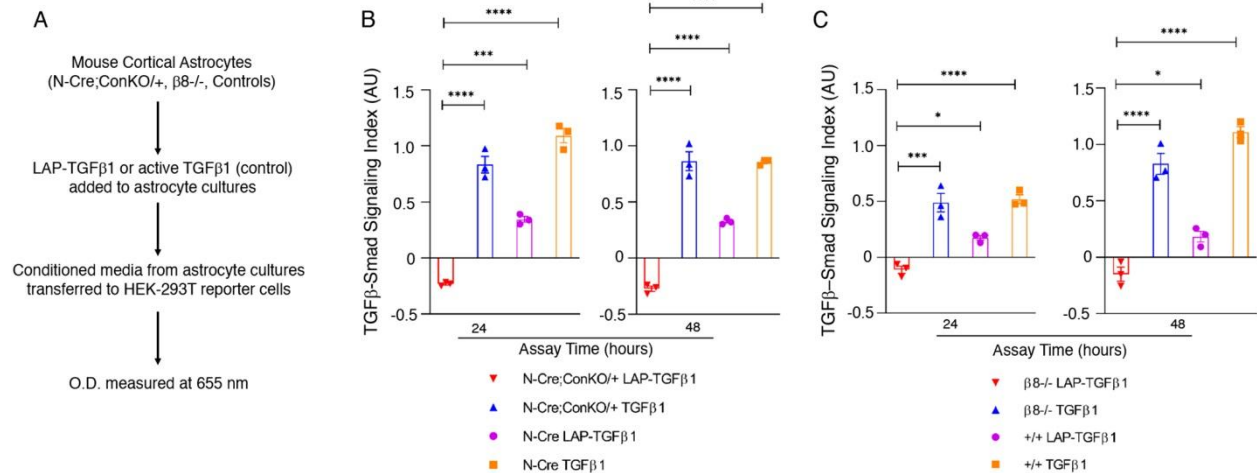 A
Mouse Cortical Astrocytes
(N-Cre;ConKO/+, β8-/-, Controls)
LAP-TGFβ1 or active TGFβ1 (control)
added to astrocyte cultures
Conditioned media from astrocyte cultures
transferred to HEK-293T reporter cells
O.D. measured at 655 nm
B
TGFβ-Smad Signaling Index (AU)
****
***
****
1.5
1.0
0.5
0
-0.5
24
****
****
1.5
1.0
0.5
0
-0.5
48
Assay Time (hours)
N-Cre;ConKO/+ LAP-TGFβ1
N-Cre;ConKO/+ TGFβ1
N-Cre LAP-TGFβ1
N-Cre TGFβ1
C
TGFβ–Smad Signaling Index (AU)
****
*
***
1.5
1.0
0.5
0
-0.5
24
****
*
****
1.5
1.0
0.5
0
0.5
48
Assay Time (hours)
β8-/- LAP-TGFβ1
β8-/- TGFβ1
+/+ LAP-TGFβ1
+/+ TGFβ1